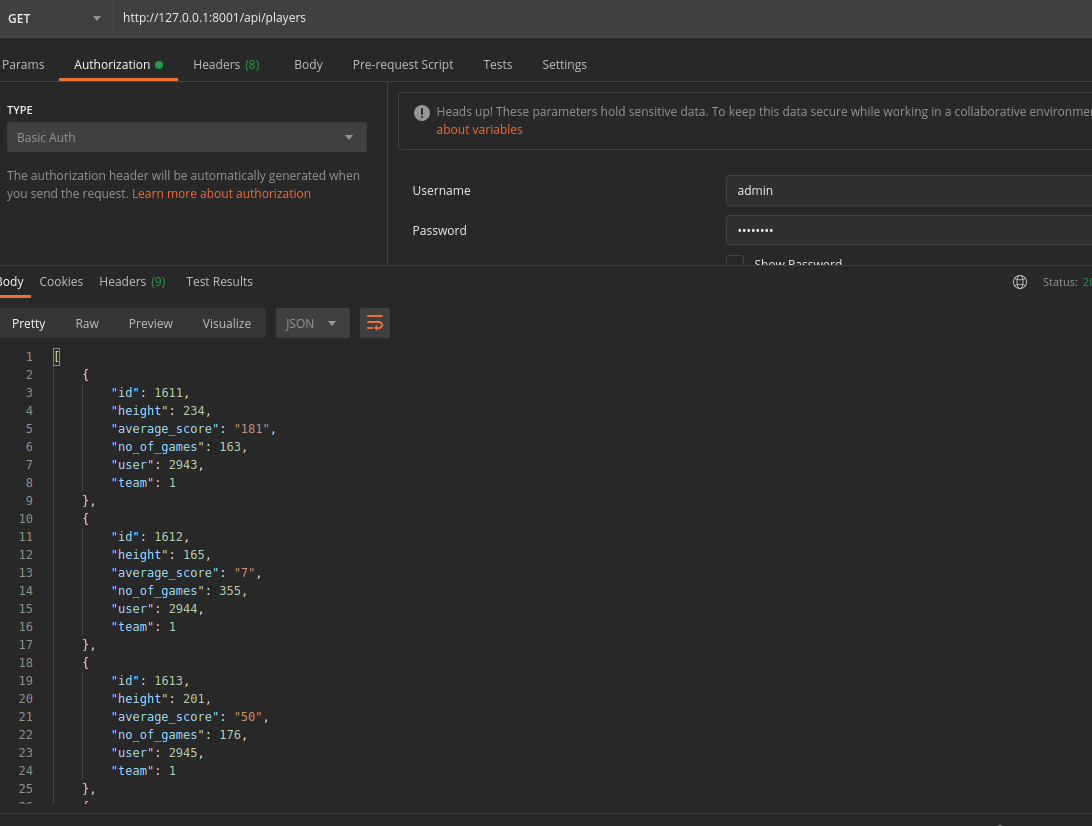 GET http://127.0.0.1:8001/api/players
Params Authorization Headers (8) Body Pre-request Script Tests Settings
TYPE
Basic Auth
The authorization header will be automatically generated when
you send the request. Learn more about authorization
Heads up! These parameters hold sensitive data. To keep this data secure while working in a collaborative
about variables
Username admin
Password ••••••••
Show Password
Body Cookies Headers (9) Test Results Status: 20
Pretty Raw Preview Visualize JSON
1 [
2 {
3 "id": 1611,
4 "height": 234,
5 "average_score": "181",
6 "no_of_games": 163,
7 "user": 2943,
8 "team": 1
9 },
10 {
11 "id": 1612,
12 "height": 165,
13 "average_score": "7",
14 "no_of_games": 355,
15 "user": 2944,
16 "team": 1
17 },
18 {
19 "id": 1613,
20 "height": 201,
21 "average_score": "50",
22 "no_of_games": 176,
23 "user": 2945,
24 "team": 1
25 },
26 {